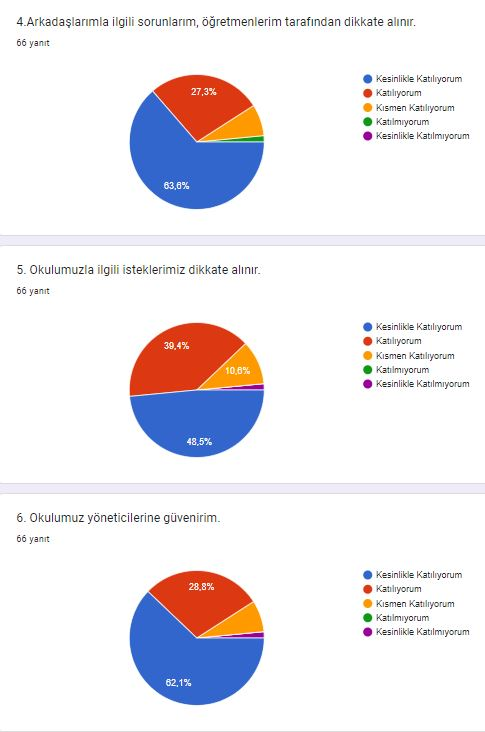 4.Arkadaşlarımla ilgili sorunlarım, öğretmenlerim tarafından dikkate alınır.
66 yanıt
Kesinlikle Katılıyorum
Katılıyorum
Kısmen Katılıyorum
Katılmıyorum
Kesinlikle Katılmıyorum
27,3%
63,6%
5. Okulumuzla ilgili isteklerimiz dikkate alınır.
66 yanıt
Kesinlikle Katılıyorum
Katılıyorum
Kısmen Katılıyorum
Katılmıyorum
Kesinlikle Katılmıyorum
39,4%
10,6%
48,5%
6. Okulumuz yöneticilerine güvenirim.
66 yanıt
Kesinlikle Katılıyorum
Katılıyorum
Kısmen Katılıyorum
Katılmıyorum
Kesinlikle Katılmıyorum
28,8%
62,1%